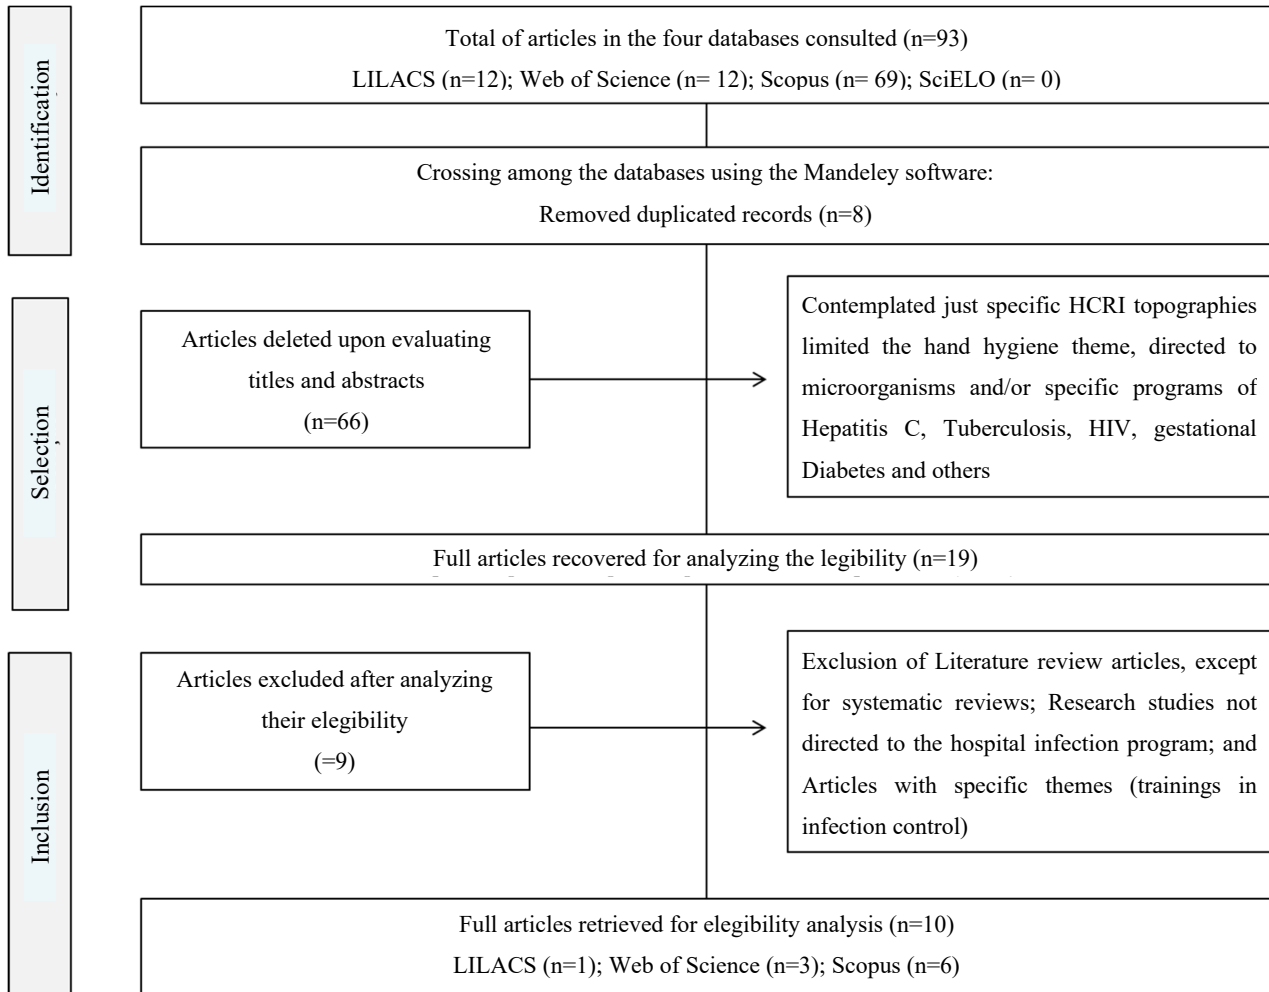 Identification
Total of articles in the four databases consulted (n=93)
LILACS (n=12); Web of Science (n= 12); Scopus (n= 69); SciELO (n= 0)
Crossing among the databases using the Mandeley software:
Removed duplicated records (n=8)
Selection
Articles deleted upon evaluating
titles and abstracts
(n=66)
Contemplated just specific HCRI topographies
limited the hand hygiene theme, directed to
microorganisms and/or specific programs of
Hepatitis C, Tuberculosis, HIV, gestational
Diabetes and others
Full articles recovered for analyzing the legibility (n=19)
Inclusion
Articles excluded after analyzing
their elegibility
(=9)
Exclusion of Literature review articles, except
for systematic reviews; Research studies not
directed to the hospital infection program; and
Articles with specific themes (trainings in
infection control)
Full articles retrieved for elegibility analysis (n=10)
LILACS (n=1); Web of Science (n=3); Scopus (n=6)